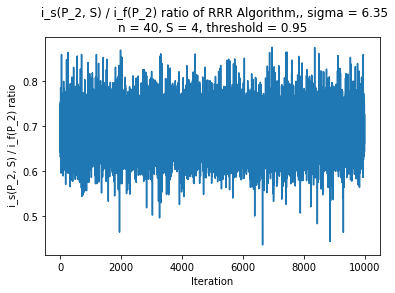 i_s(P_2, S) / i_f(P_2) ratio of RRR Algorithm,, sigma = 6.35
n = 40, S = 4, threshold = 0.95
i_s(P_2, S) / i_f(P_2) ratio
0.8
0.7
0.6
0.5
0
2000
4000
6000
8000
10000
Iteration